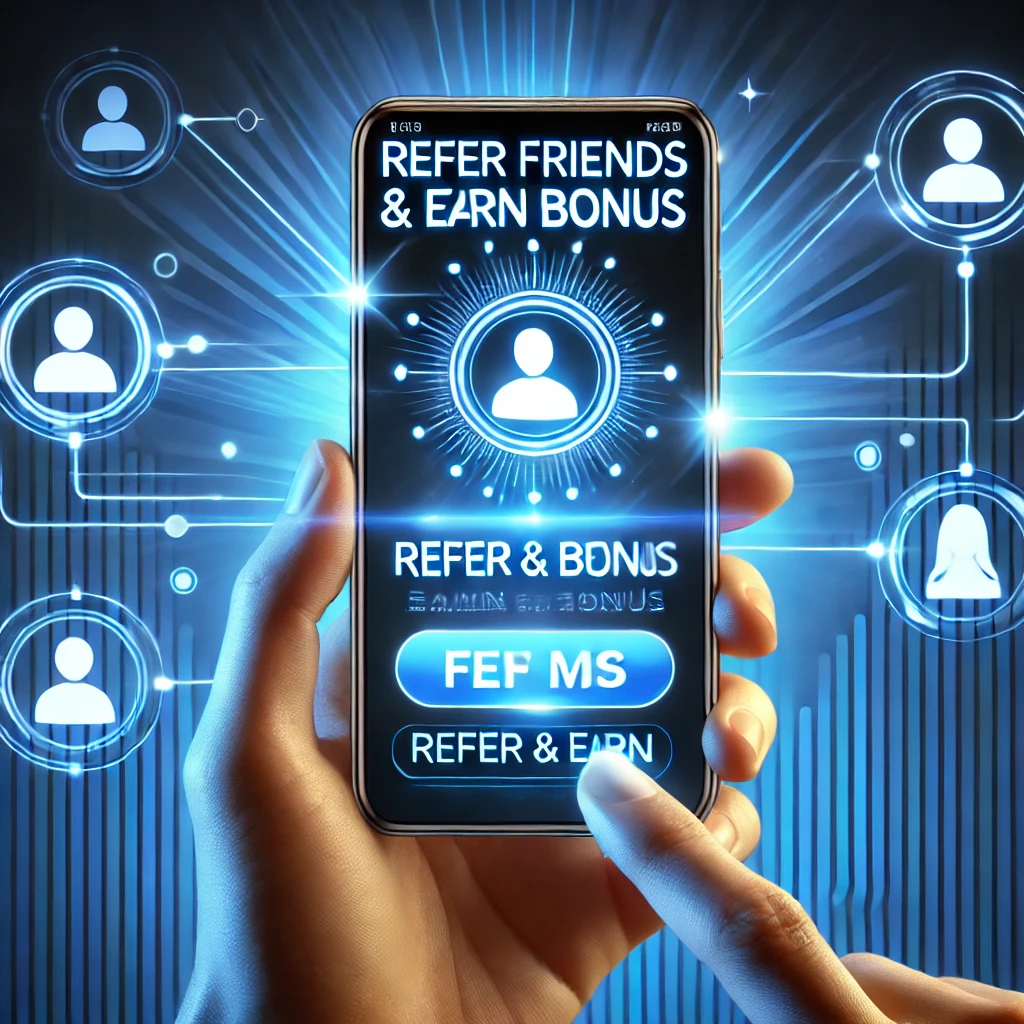 REFER FRIENDS
& EARN BONUS
REFER & BONUS
FEF MS
REFER & EARN